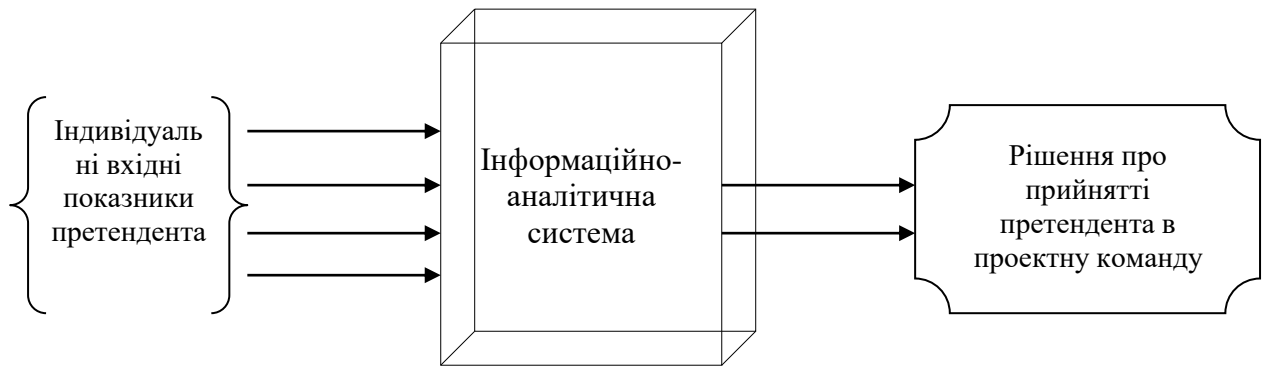 Індивідуаль
ні вхідні
показники
претендента
Інформаційно-
аналітична
система
Рішення про
прийнятті
претендента в
проектну команду